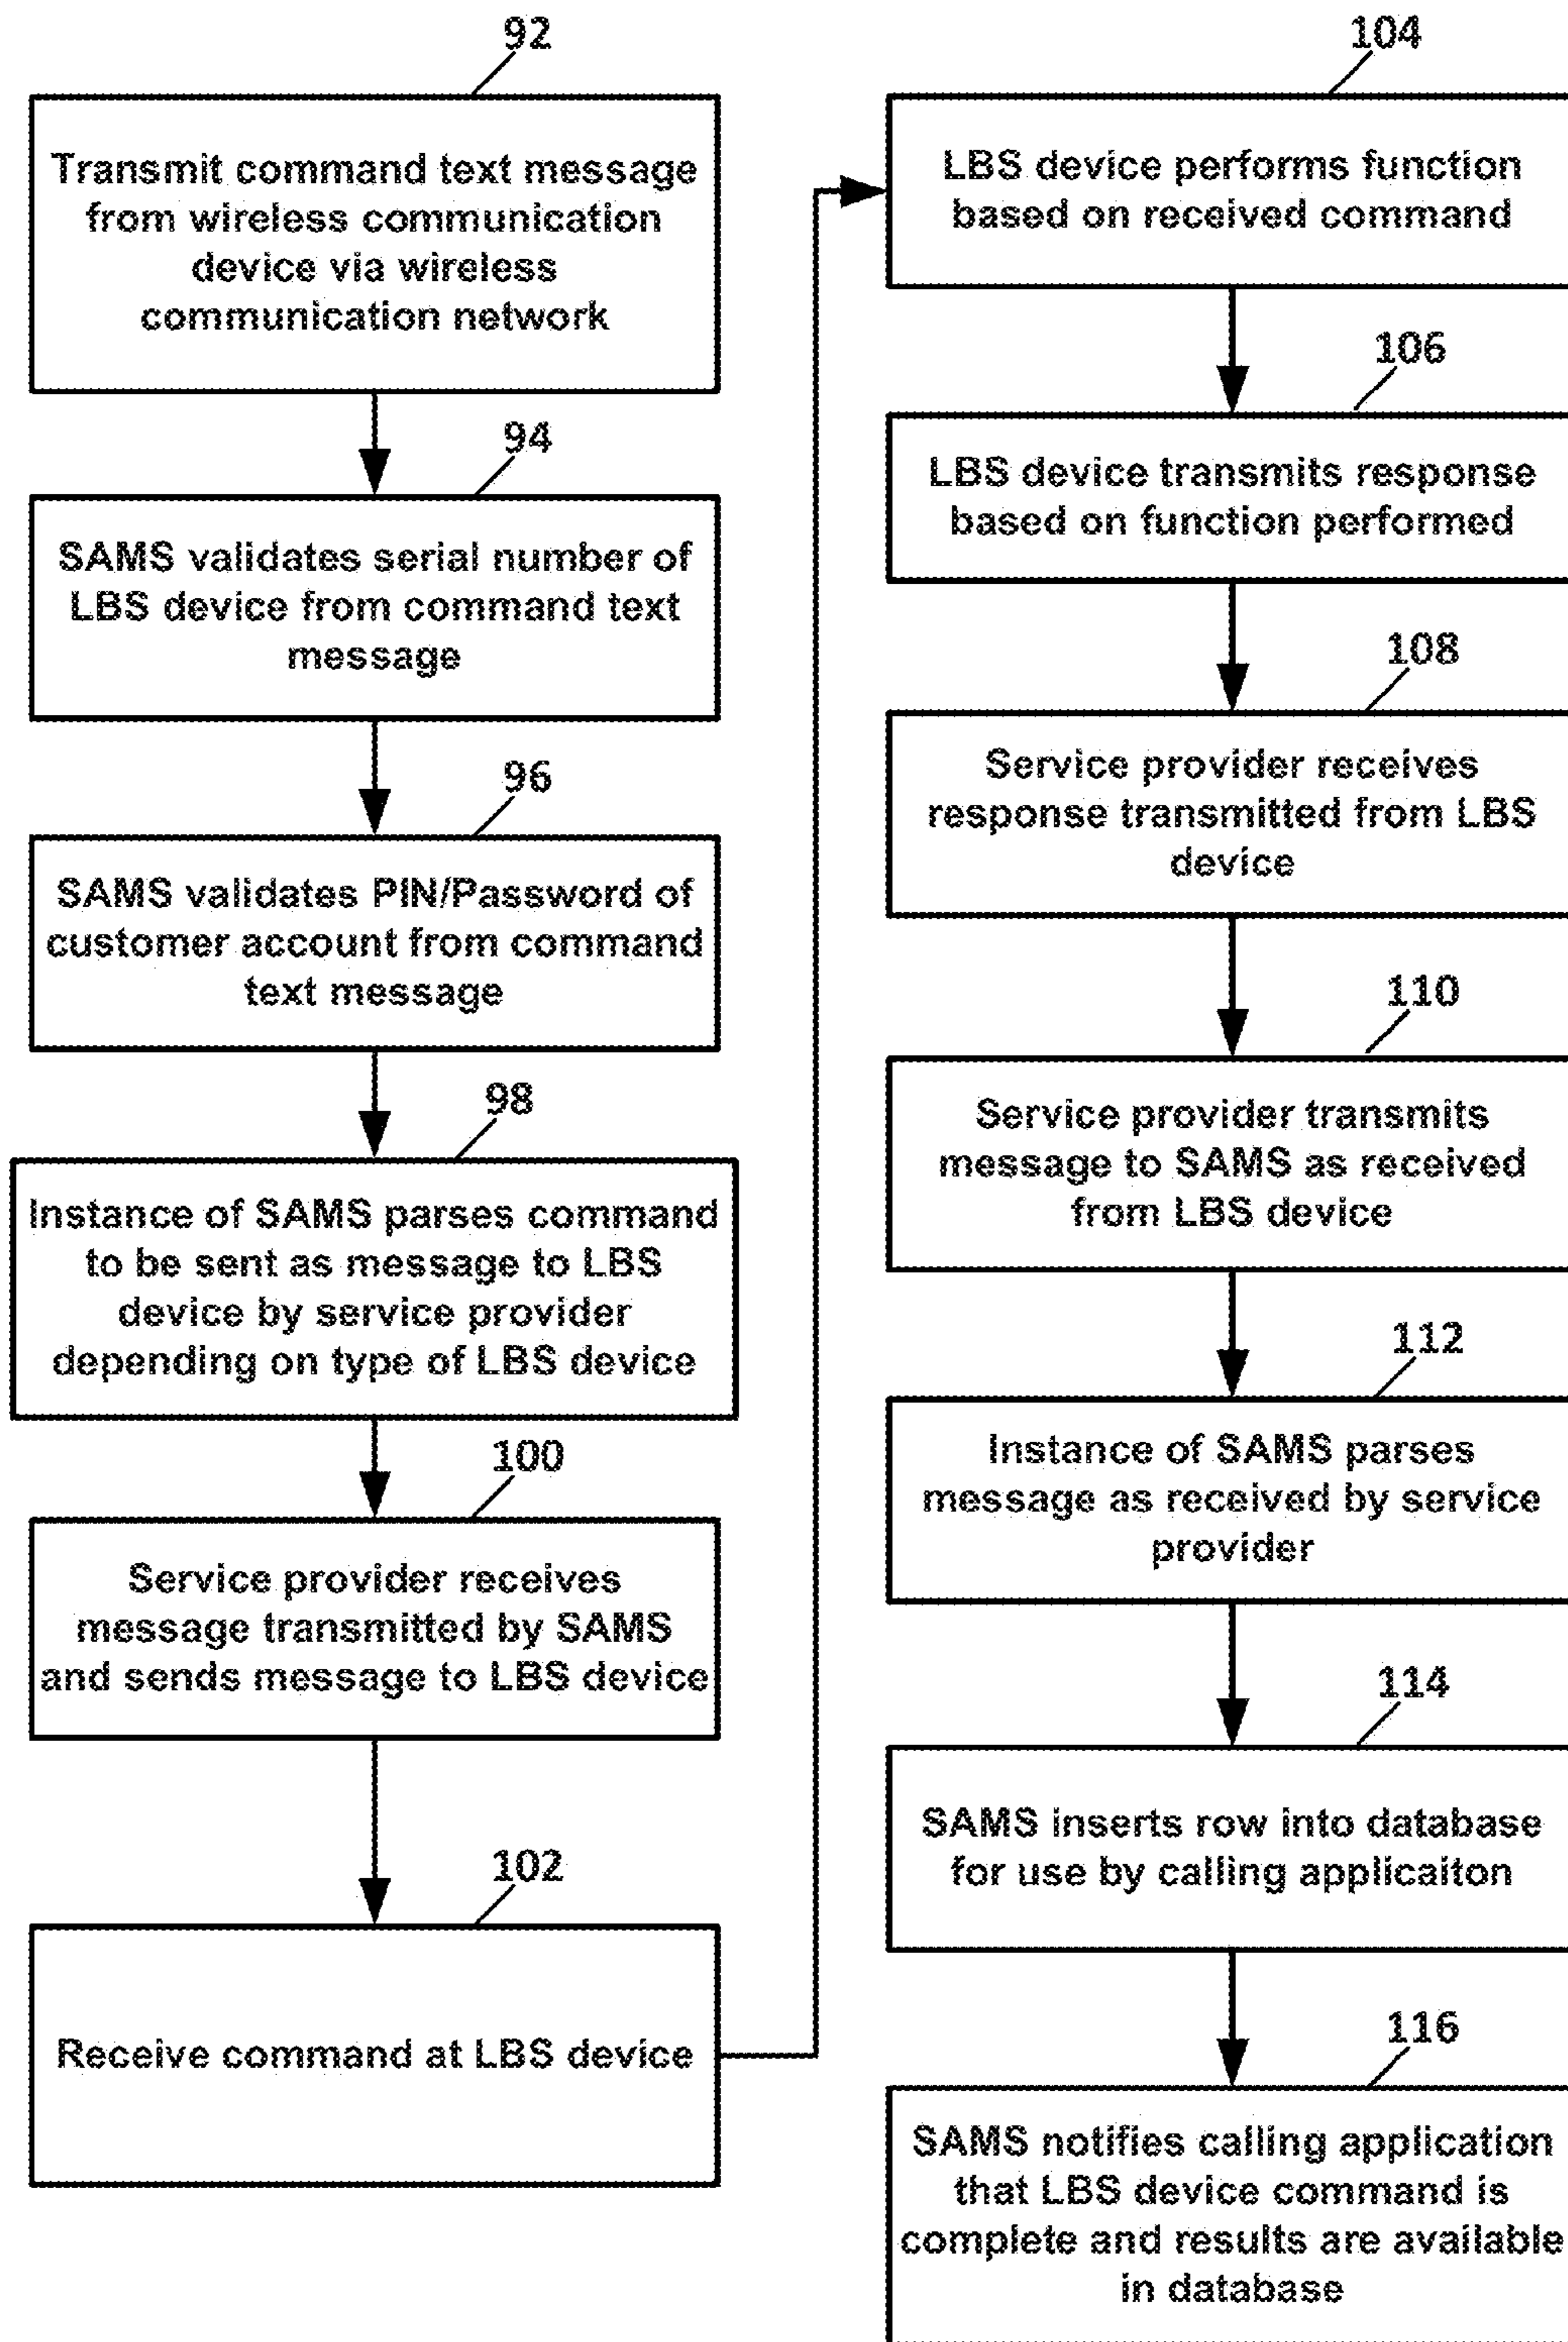 92
Transmit command text message
from wireless communication
device via wireless
communication network
94
SAMS validates serial number of
LBS device from command text
message
96
SAMS validates PIN/Password of
customer account from command
text message
98
Instance of SAMS parses command
to be sent as message to LBS
device by service provider
depending on type of LBS device
100
Service provider receives
message transmitted by SAMS
and sends message to LBS device
102
Receive command at LBS device
104
LBS device performs function
based on received command
106
LBS device transmits response
based on function performed
108
Service provider receives
response transmitted from LBS
device
110
Service provider transmits
message to SAMS as received
from LBS device
112
Instance of SAMS parses
message as received by service
provider
114
SAMS inserts row into database
for use by calling applicaiton
116
SAMS notifies calling application
that LBS device command is
complete and results are available
in database